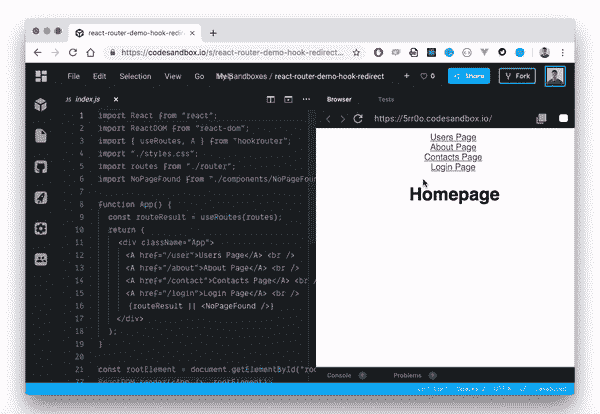 react-router-demo-hook-redirect
https://codesandbox.io/s/react-router-demo-hook-redirect...
File Edit Selection View Go Help
My Sandboxes / react-router-demo-hook-redirect
+ 0 Share Fork
index.js
Browser Tests
https://5rr0o.codesandbox.io/
1 import React from "react";
2 import ReactDOM from "react-dom";
3 import { useRoutes, A } from "hookrouter";
4 import "./styles.css";
5 import routes from "./router";
6 import NoPageFound from "./components/NoPageFoun
7
8 function App() {
9 const routeResult = useRoutes(routes);
10 return (
11 <div className="App">
12 <A href="/user">Users Page</A> <br />
13 <A href="/about">About Page</A> <br />
14 <A href="/contact">Contacts Page</A> <br />
15 <A href="/login">Login Page</A> <br />
16 {routeResult || <NoPageFound />}
17 </div>
18 );
19 }
20
21 const rootElement = document.getElementById("roo
22 ReactDOM.render(<App />, rootElement)
Users Page
About Page
Contacts Page
Login Page
Homepage
Console 0 Problems 0